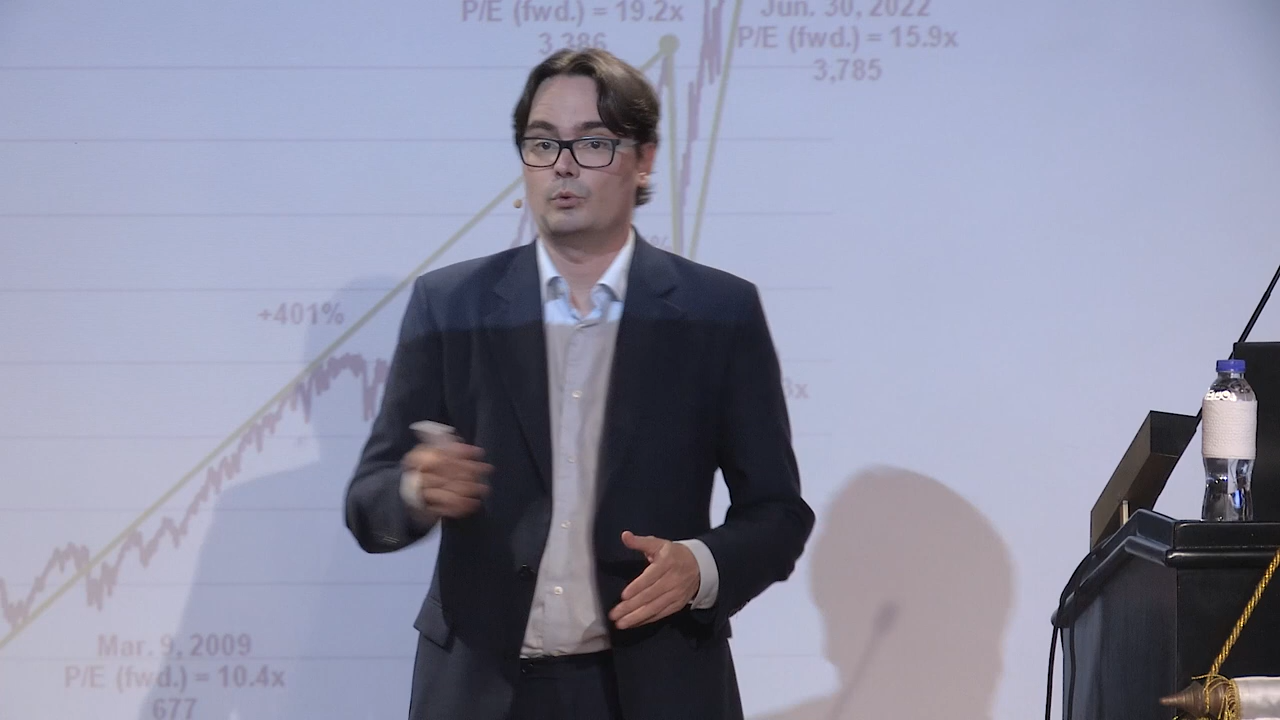 P/E (fwd.) = 19.2x
3,386
Jun. 30, 2022
P/E (fwd.) = 15.9x
3,785
+401%
Mar. 9, 2009
P/E (fwd.) = 10.4x
677